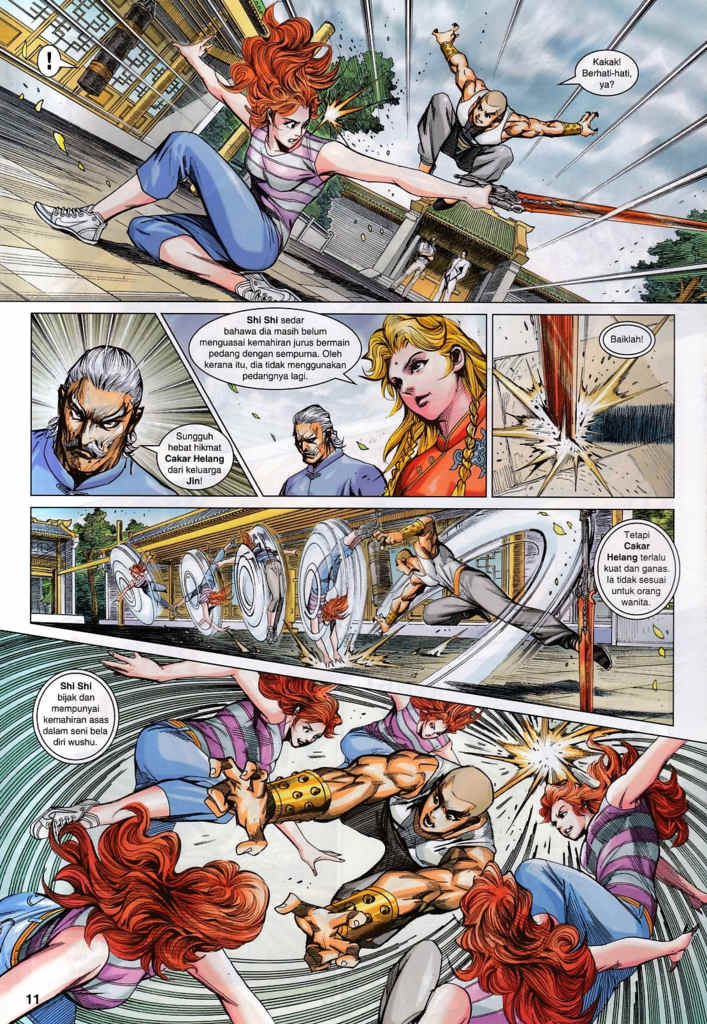 !
Kakak!
Berhati-hati,
ya?
Sungguh
hebat hikmat
Cakar Helang
dari keluarga
Jin!
Shi Shi sedar
bahawa dia masih belum
menguasai kemahiran jurus bermain
pedang dengan sempurna. Oleh
kerana itu, dia tidak menggunakan
pedangnya lagi.
Baiklah!
Tetapi
Cakar
Helang terlalu
kuat dan ganas.
Ia tidak sesuai
untuk orang
wanita.
Shi Shi
bijak dan
mempunyai
kemahiran asas
dalam seni bela
diri wushu.
11